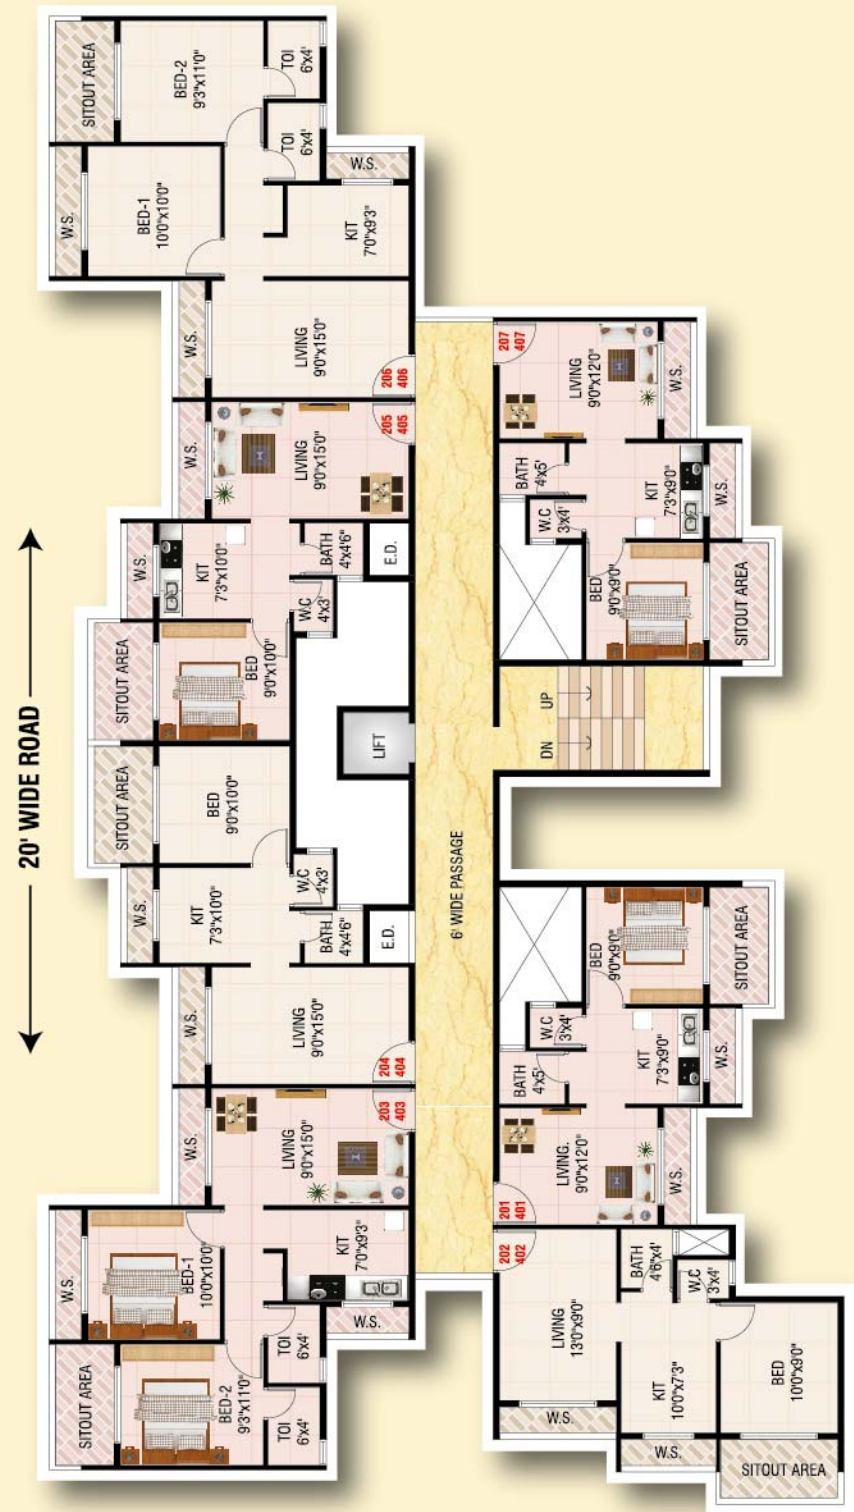 20' WIDE ROAD
SITOUT AREA
BED-2
9'3"x11'0"
TOI
6'x4'
TOI
6'x4'
W.S.
W.S.
BED-1
10'0"x10'0"
KIT
7'0"x9'3"
W.S.
LIVING
9'0"x15'0"
206
406
W.S.
LIVING
9'0"x15'0"
205
405
W.S.
KIT
7'3"x10'0"
BATH
4'x4'6"
E.D.
W.C
4'x3'
SITOUT AREA
BED
9'0"x10'0"
LIFT
SITOUT AREA
BED
9'0"x10'0"
W.C
4'x3'
W.S.
KIT
7'3"x10'0"
BATH
4'x4'6"
E.D.
W.S.
LIVING
9'0"x15'0"
204
404
W.S.
LIVING
9'0"x15'0"
203
403
W.S.
BED-1
10'0"x10'0"
KIT
7'0"x9'3"
W.S.
SITOUT AREA
BED-2
9'3"x11'0"
TOI
6'x4'
TOI
6'x4'
6' WIDE PASSAGE
207
407
LIVING
9'0"x12'0"
W.S.
BATH
4'x5'
W.C
3'x4'
KIT
7'3"x9'0"
W.S.
BED
9'0"x9'0"
SITOUT AREA
UP
DN
BED
9'0"x9'0"
SITOUT AREA
W.C
3'x4'
BATH
4'x5'
KIT
7'3"x9'0"
W.S.
LIVING.
9'0"x12'0"
W.S.
201
401
202
402
LIVING
13'0"x9'0"
BATH
4'6"x4'
W.C
3'x4'
W.S.
KIT
10'0"x7'3"
W.S.
BED
10'0"x9'0"
SITOUT AREA